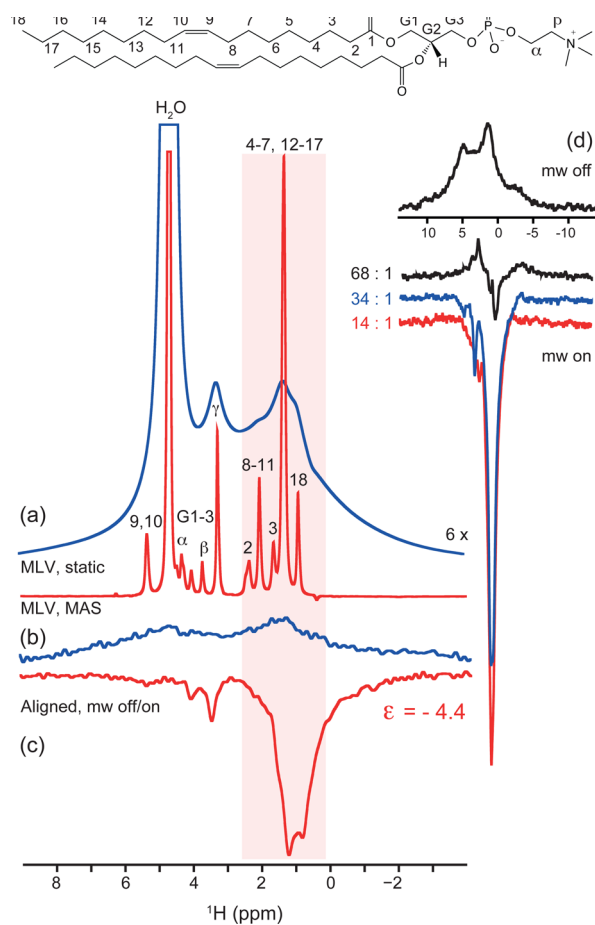 18 16 14 12 10 9 7 5 3 G1 G3
17 15 13 11 8 6 4 2 1 G2 α
O O O P O N+
O O- H
O
H2O
4-7, 12-17
(d)
mw off
10 5 0 -5 -10
68 : 1
34 : 1
14 : 1
mw on
γ
8-11
(a)
9,10 G1-3 18
α β 2 3
6 x
MLV, static
MLV, MAS
(b)
Aligned, mw off/on
ε = - 4.4
(c)
8 6 4 2 0 −2
1H (ppm)